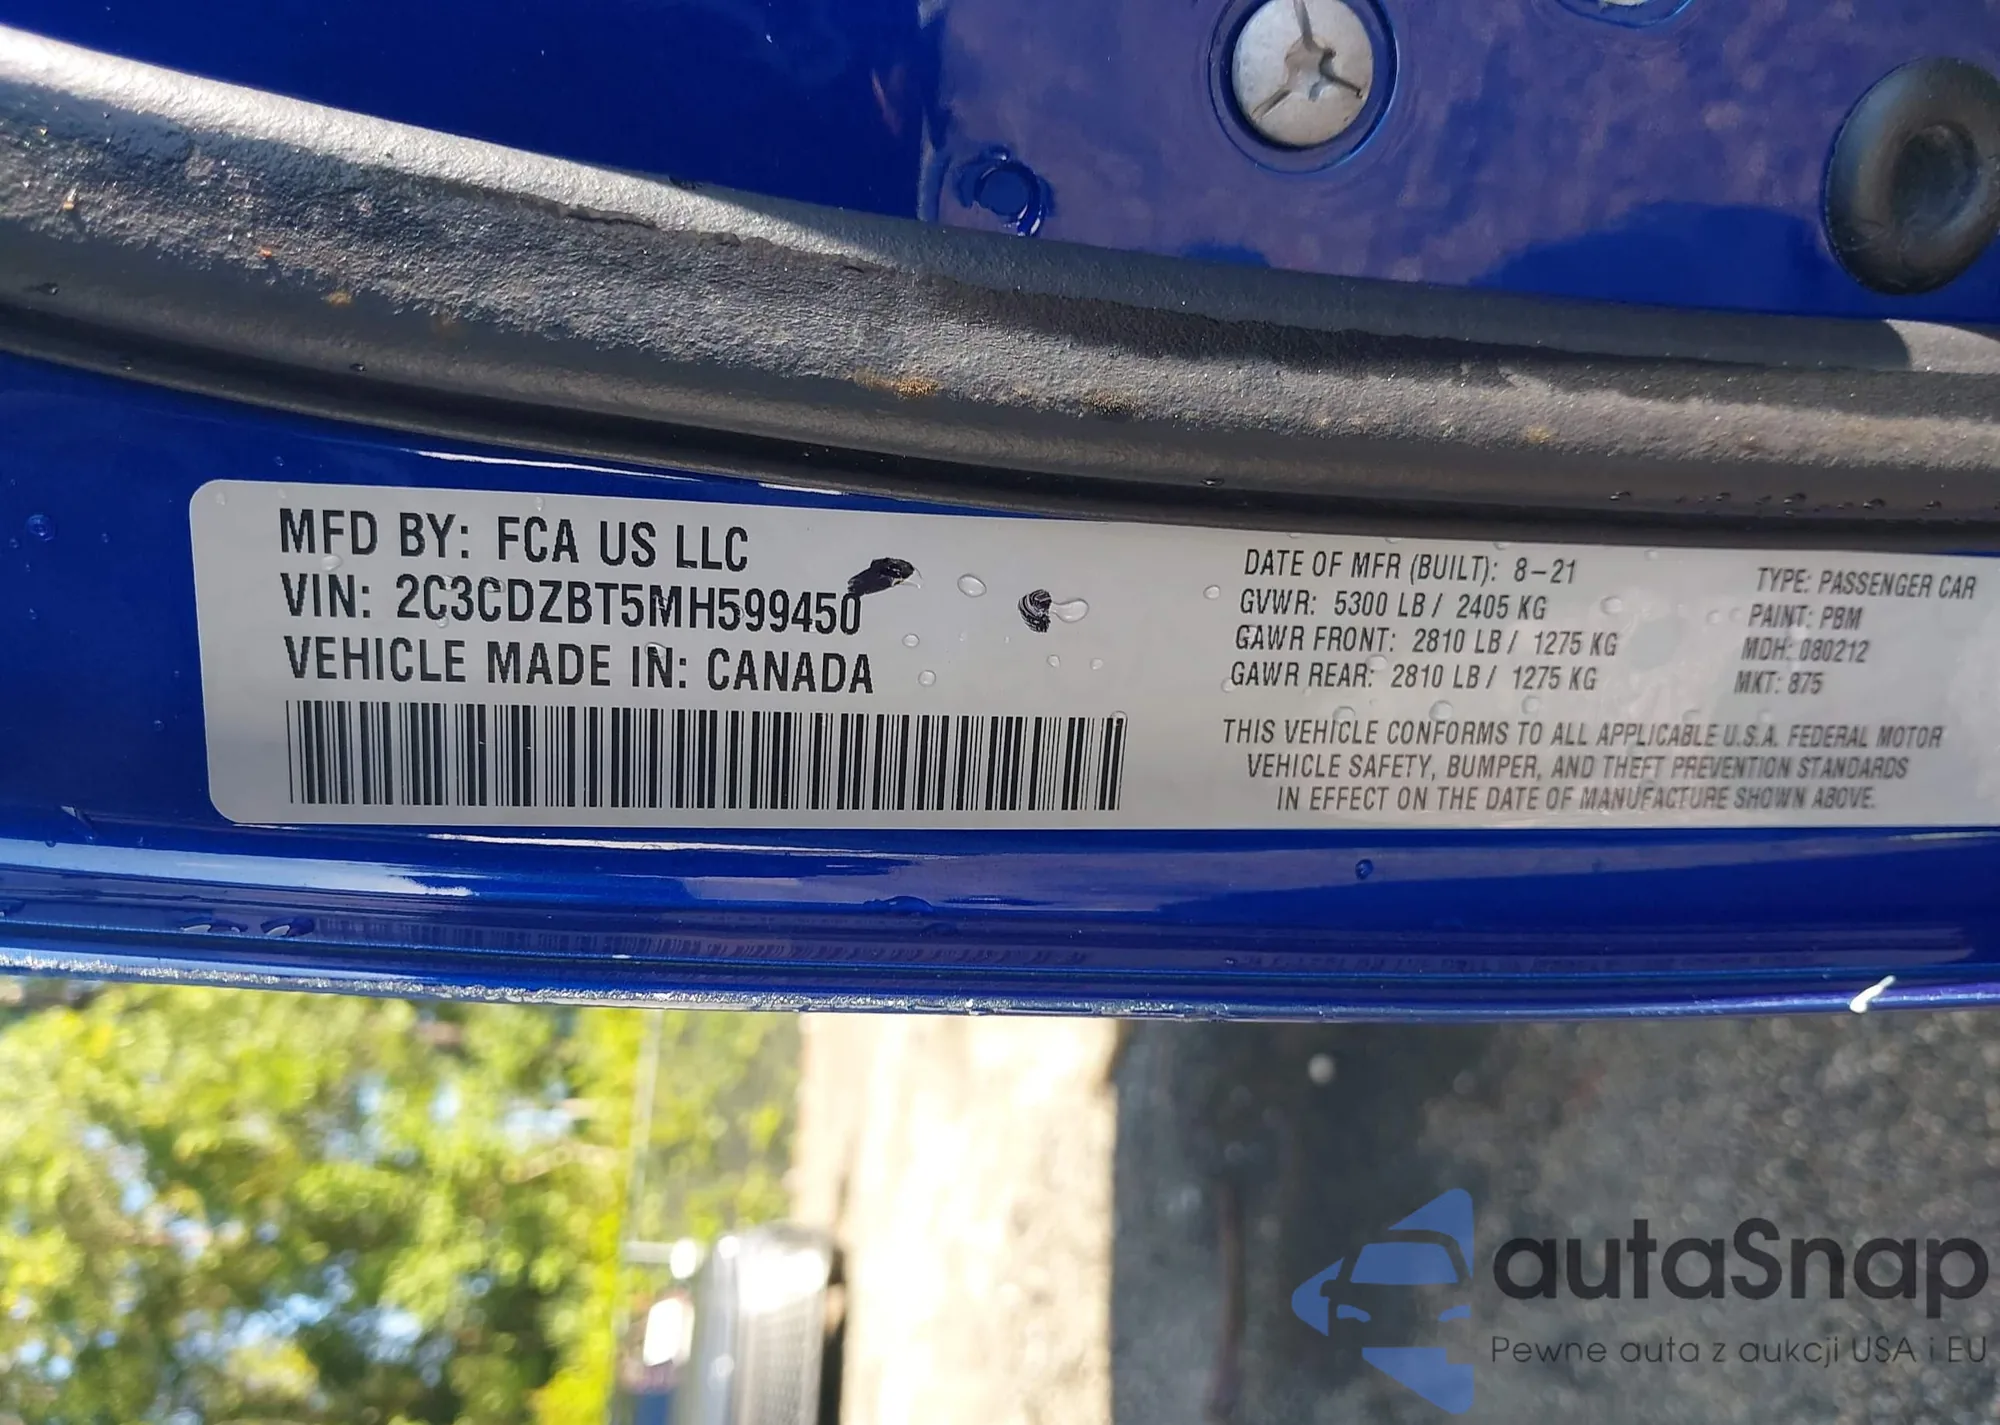 MFD BY: FCA US LLC
VIN: 2C3CDZBT5MH599450
VEHICLE MADE IN: CANADA
DATE OF MFR (BUILT): 8-21
GVWR: 5300 LB / 2405 KG
GAWR FRONT: 2810 LB / 1275 KG
GAWR REAR: 2810 LB / 1275 KG
TYPE: PASSENGER CAR
PAINT: PBM
MDH: 080212
MKT: 875
THIS VEHICLE CONFORMS TO ALL APPLICABLE U.S.A. FEDERAL MOTOR
VEHICLE SAFETY, BUMPER, AND THEFT PREVENTION STANDARDS
IN EFFECT ON THE DATE OF MANUFACTURE SHOWN ABOVE.
autaSnap
Pewne auta z aukcji USA i EU